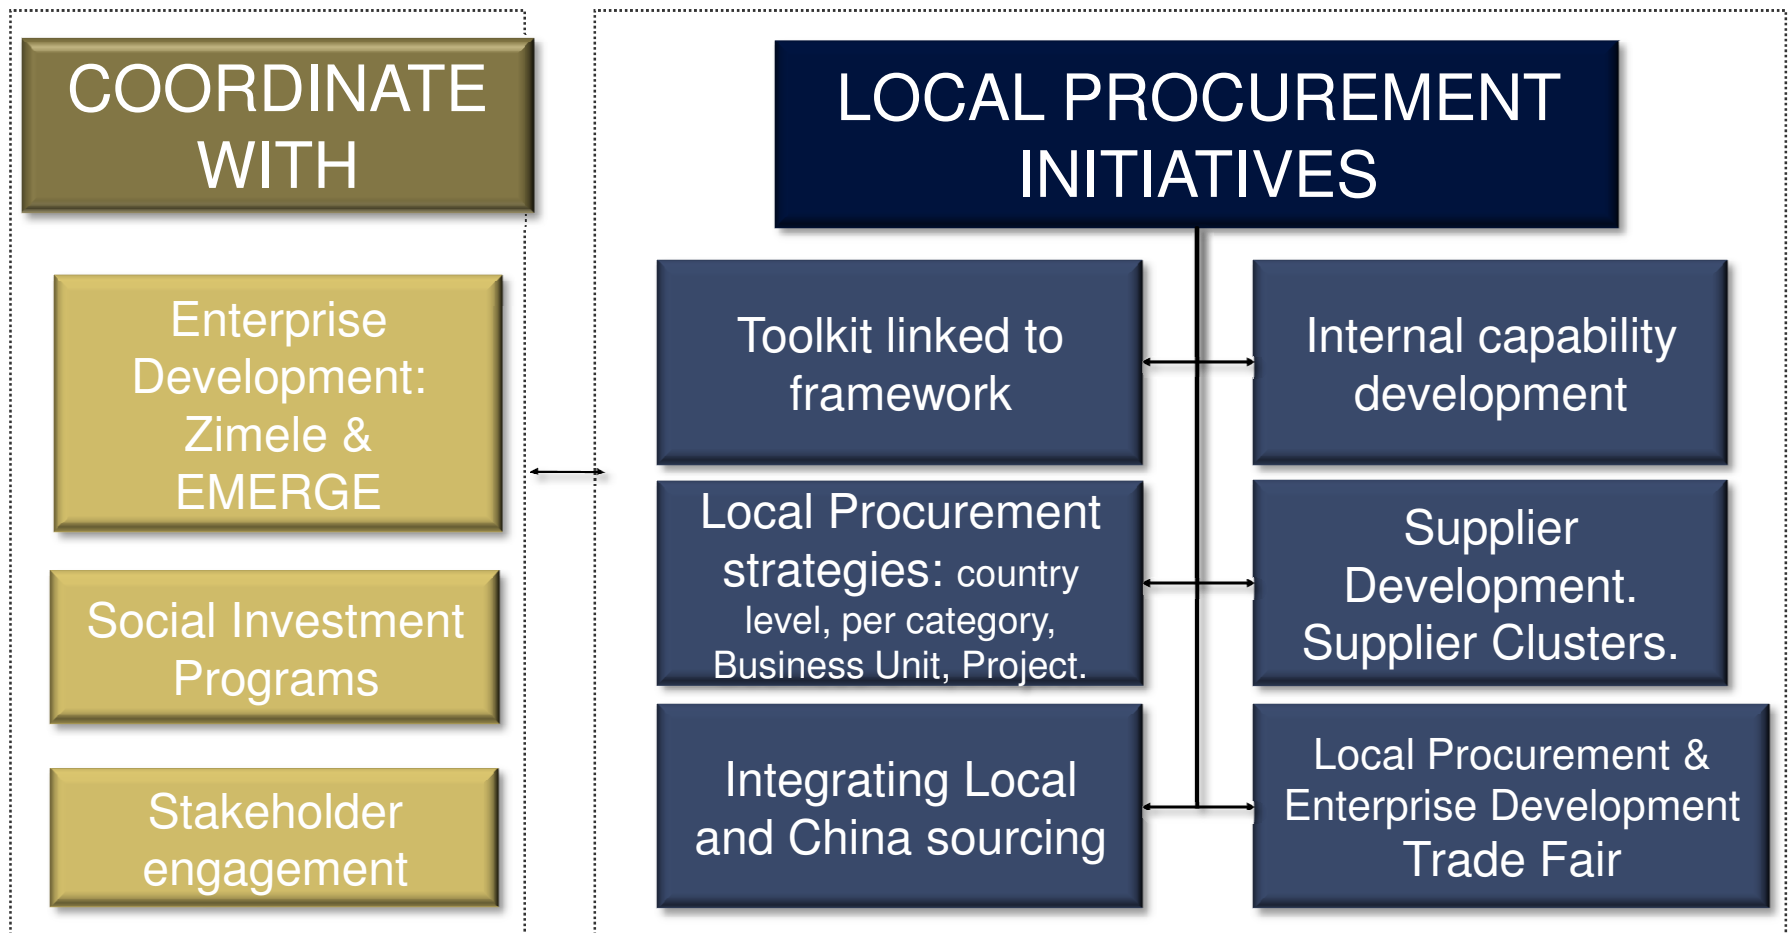 COORDINATE
WITH
Enterprise
Development:
Zimele &
EMERGE
Social Investment
Programs
Stakeholder
engagement
LOCAL PROCUREMENT
INITIATIVES
Toolkit linked to
framework
Internal capability
development
Local Procurement
strategies: country
level, per category,
Business Unit, Project.
Supplier
Development.
Supplier Clusters.
Integrating Local
and China sourcing
Local Procurement &
Enterprise Development
Trade Fair